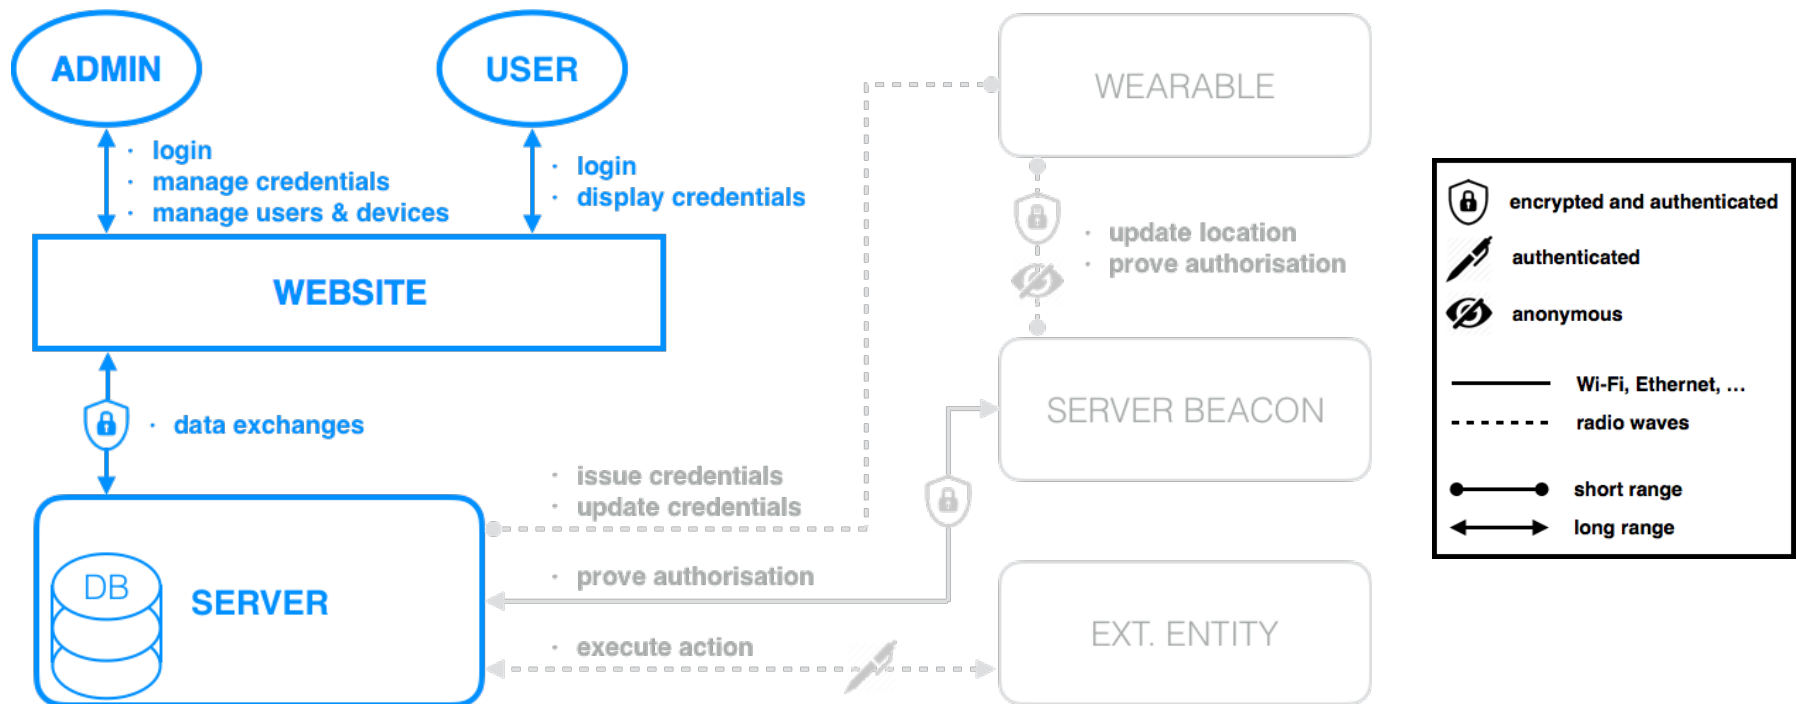 ADMIN
USER
· login
· manage credentials
· manage users & devices
· login
· display credentials
WEBSITE
· data exchanges
DB
SERVER
· issue credentials
· update credentials
· prove authorisation
· execute action
WEARABLE
· update location
· prove authorisation
SERVER BEACON
EXT. ENTITY
encrypted and authenticated
authenticated
anonymous
Wi-Fi, Ethernet, ...
radio waves
short range
long range